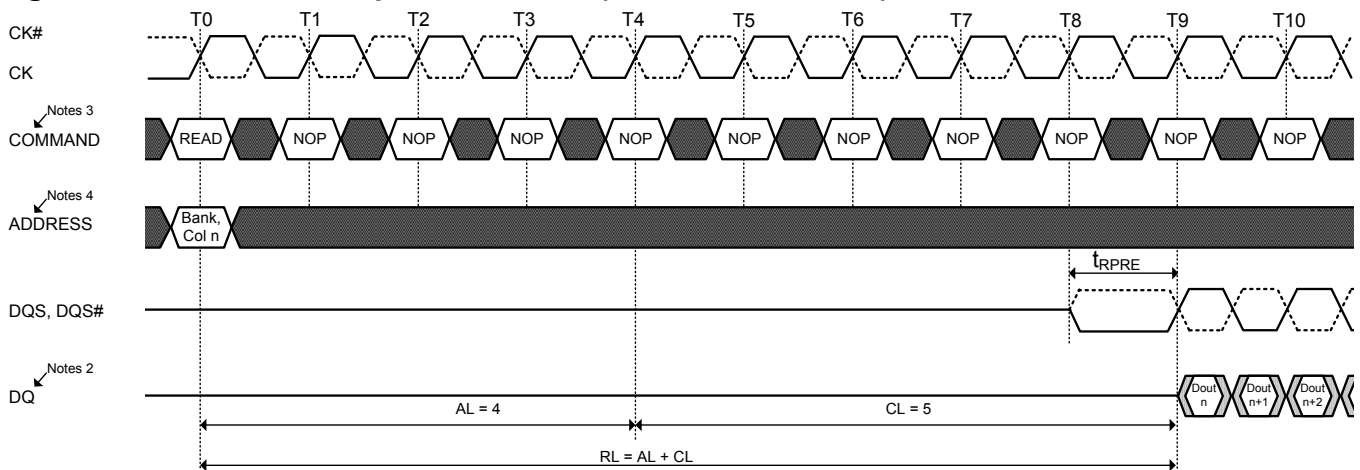 T0 T1 T2 T3 T4 T5 T6 T7 T8 T9 T10
CK#
CK
Notes 3
COMMAND
READ NOP NOP NOP NOP NOP NOP NOP NOP NOP NOP
Notes 4
ADDRESS
Bank,
Col n
tRPRE
DQS, DQS#
Notes 2
DQ
Dout
n
Dout
n+1
Dout
n+2
AL = 4
CL = 5
RL = AL + CL